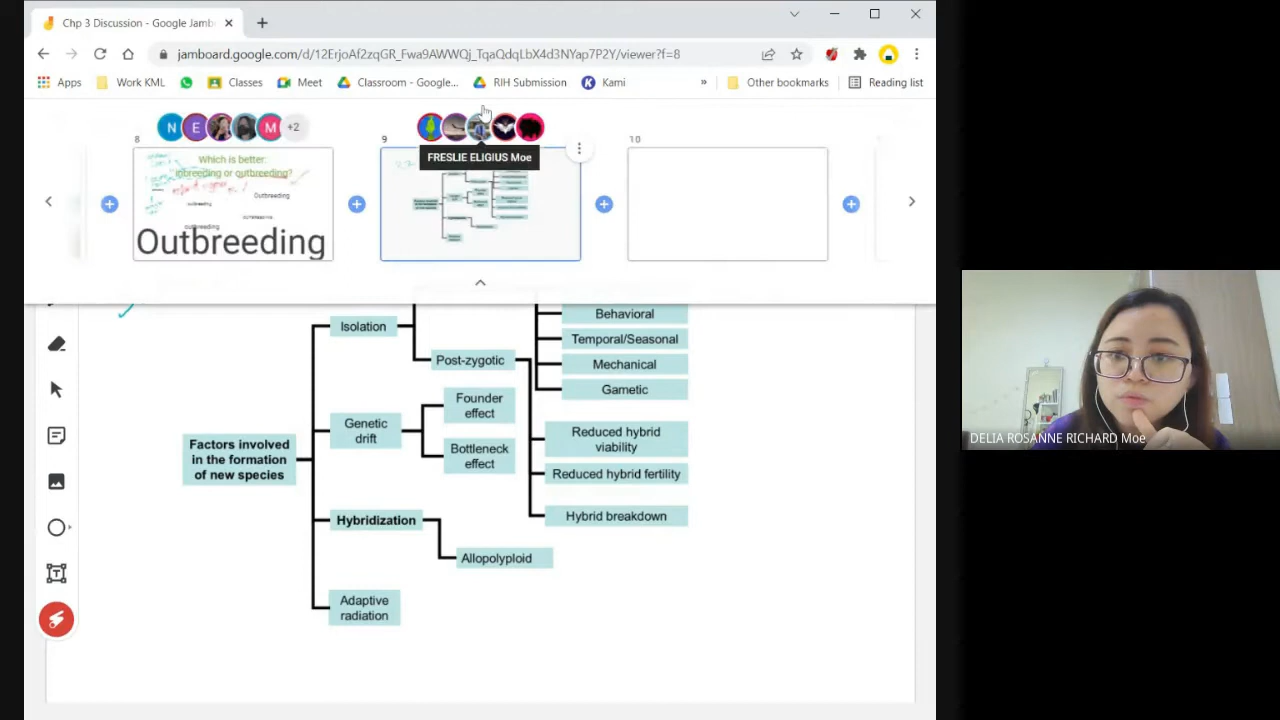 Chp 3 Discussion - Google Jamb
jamboard.google.com/d/12ErjoAf2zqGR_Fwa9AWWQj_TqaQdqLbX4d3NYap7P2Y/viewer?f=8
Apps
Work KML
Classes
Meet
Classroom - Google...
RIH Submission
Kami
»
Other bookmarks
Reading list
N
E
M
+2
8
9
10
FRESLIE ELIGIUS Moe
Which is better:
inbreeding or outbreeding?
Outbreeding
outbreeding
outbreeding
Outbreeding
Behavioral
Isolation
Temporal/Seasonal
Post-zygotic
Mechanical
Gametic
Founder
effect
Genetic
drift
Reduced hybrid
viability
Factors involved
in the formation
of new species
Bottleneck
effect
Reduced hybrid fertility
Hybridization
Hybrid breakdown
Allopolyploid
Adaptive
radiation
DELIA ROSANNE RICHARD Moe